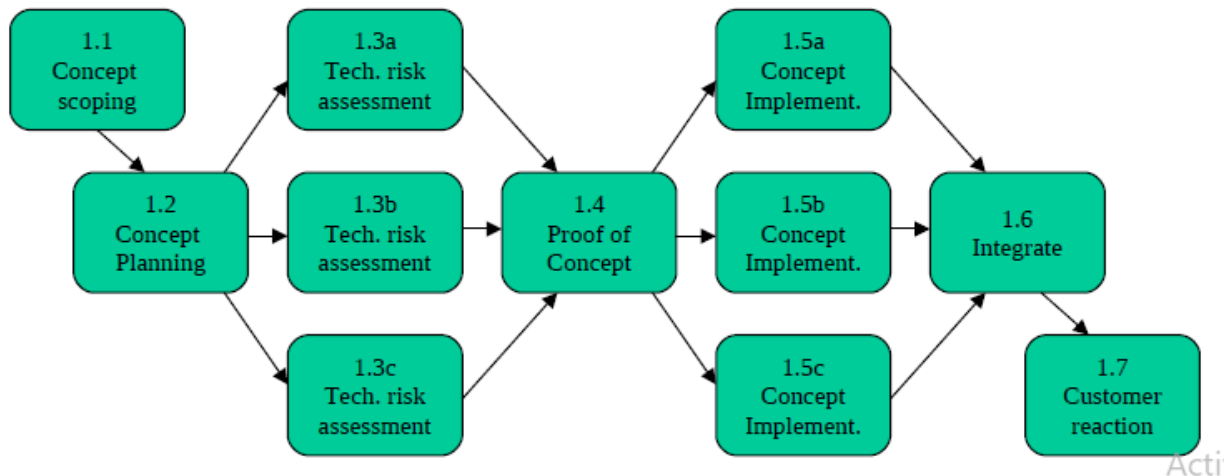 1.1
Concept
scoping
1.2
Concept
Planning
1.3a
Tech. risk
assessment
1.3b
Tech. risk
assessment
1.3c
Tech. risk
assessment
1.4
Proof of
Concept
1.5a
Concept
Implement.
1.5b
Concept
Implement.
1.5c
Concept
Implement.
1.6
Integrate
1.7
Customer
reaction